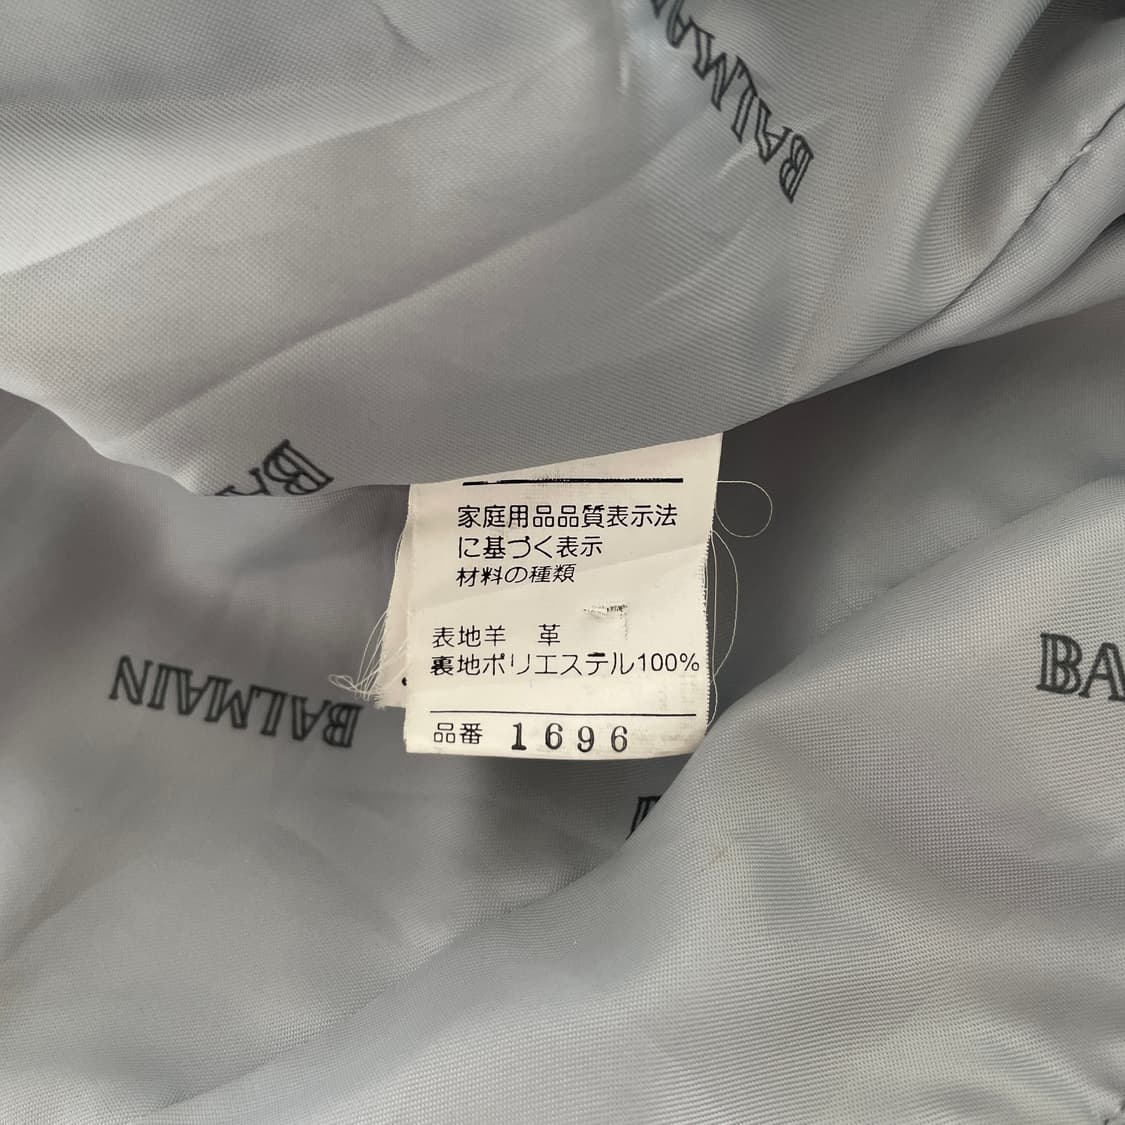 BALMAIN
BA
家庭用品品質表示法
に基づく表示
材料の種類
表地羊 革
裏地ポリエステル100%
品番 1696
BALMAIN
BA